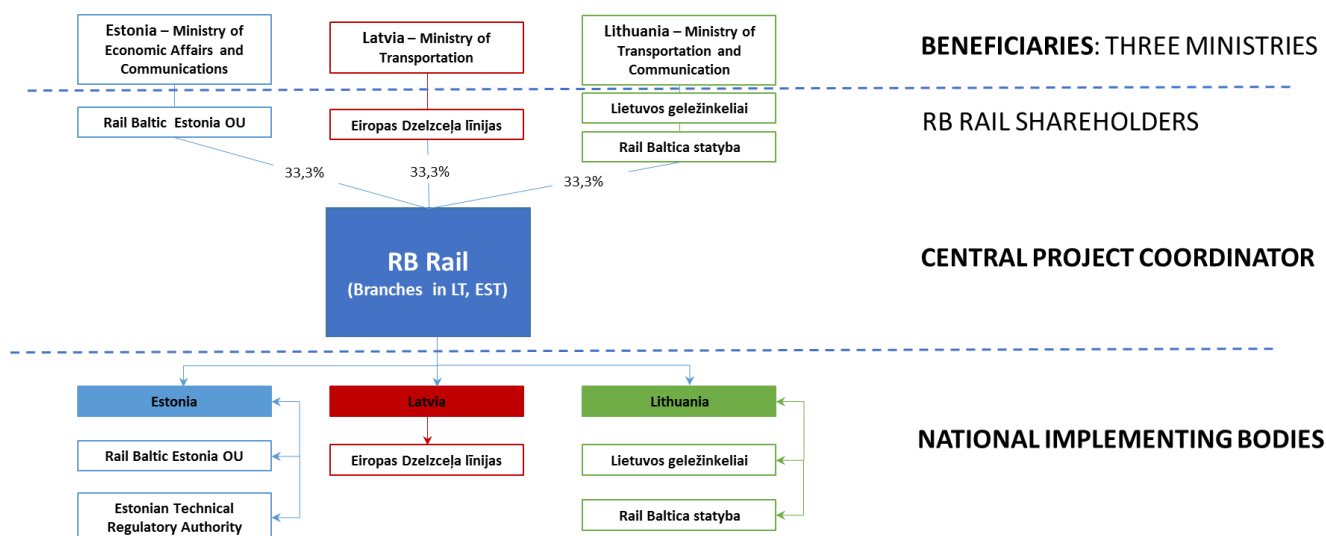 Estonia – Ministry of
Economic Affairs and
Communications
Latvia – Ministry of
Transportation
Lithuania – Ministry of
Transportation and
Communication
BENEFICIARIES: THREE MINISTRIES
Rail Baltic Estonia OU
Eiropas Dzelzceļa līnijas
Lietuvos geležinkeliai
Rail Baltica statyba
RB RAIL SHAREHOLDERS
33,3%
33,3%
33,3%
RB Rail
(Branches in LT, EST)
CENTRAL PROJECT COORDINATOR
Estonia
Latvia
Lithuania
Rail Baltic Estonia OU
Eiropas Dzelzceļa līnijas
Lietuvos geležinkeliai
NATIONAL IMPLEMENTING BODIES
Estonian Technical
Regulatory Authority
Rail Baltica statyba